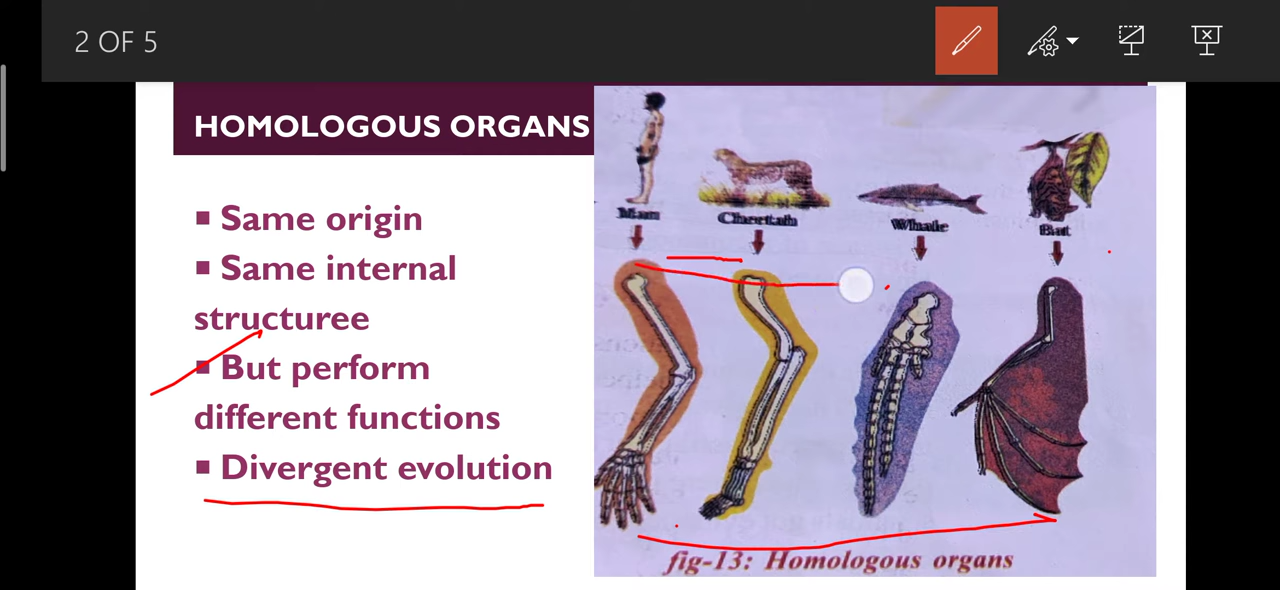 2 OF 5
HOMOLOGOUS ORGANS
▪ Same origin
▪ Same internal
structuree
▪ But perform
different functions
▪ Divergent evolution
Man Cheetah Whale Bat
fig-13: Homologous organs